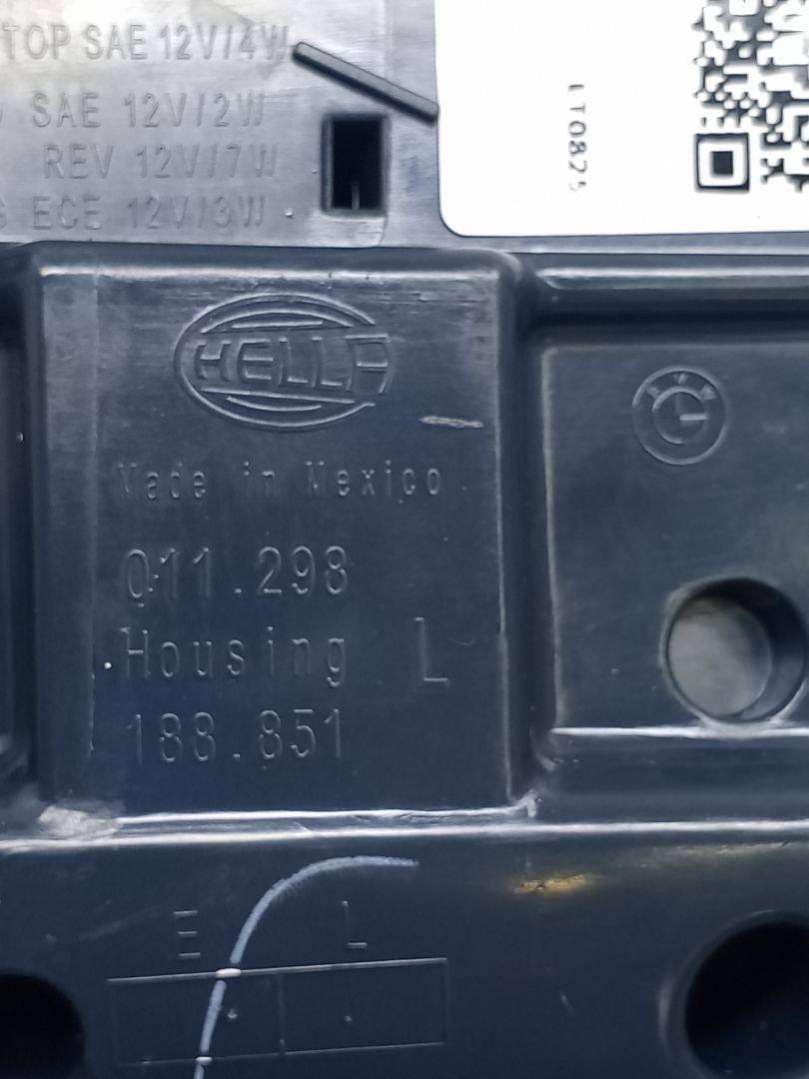 TOP SAE 12V/4W
SAE 12V/2W
REV 12V/7W
ECE 12V/3W
LT0825
HELLA
G
Made in Mexico
011.298
Housing L
188.851
E L